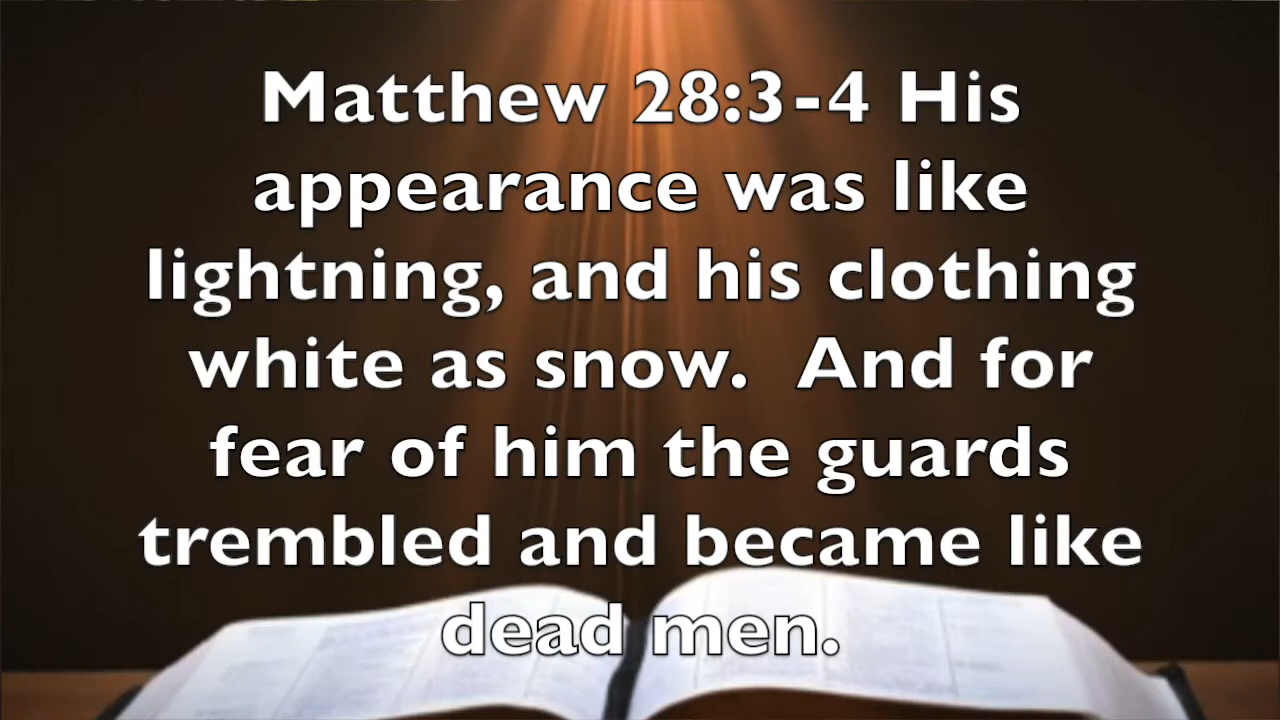 Matthew 28:3-4 His
appearance was like
lightning, and his clothing
white as snow.  And for
fear of him the guards
trembled and became like
dead men.